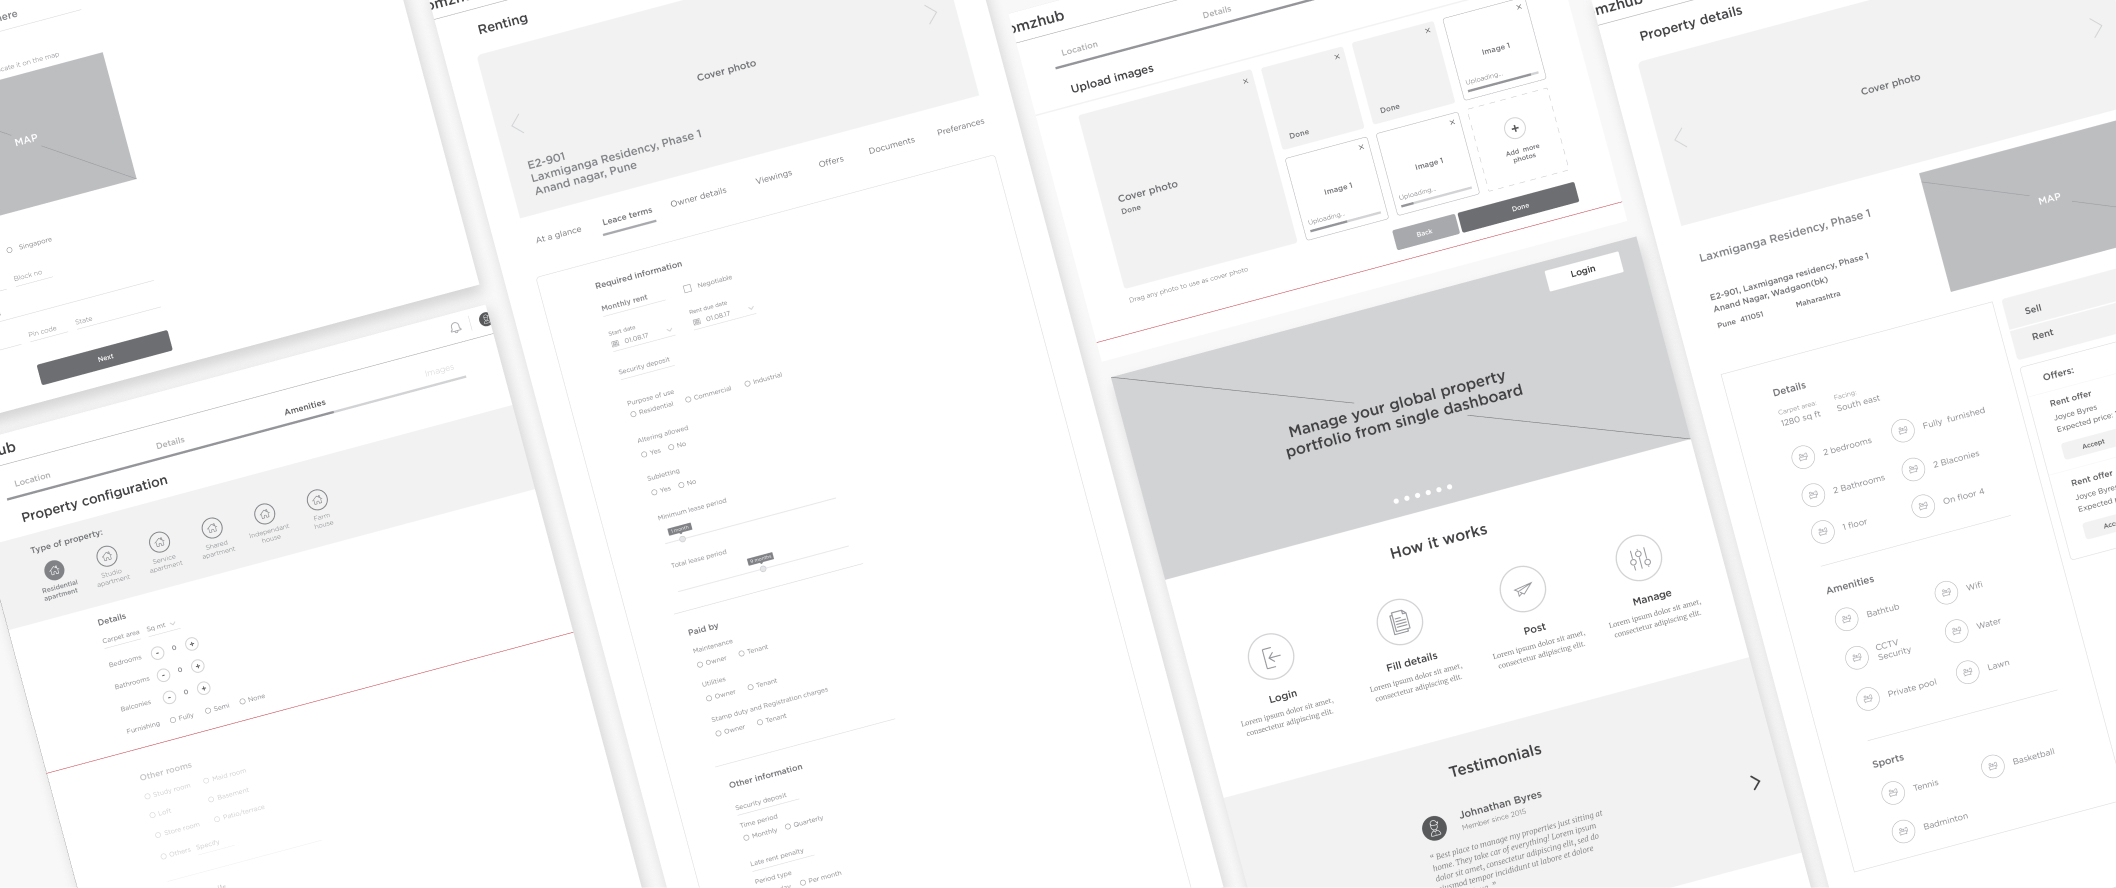 here
cate it on the map
MAP
Singapore
Block no
Pin code
State
Next
ub
Location
Details
Amenities
Images
Property configuration
Type of property:
Residential
apartment
Studio
apartment
Service
apartment
Shared
apartment
Independant
house
Farm
house
Details
Carpet area
Sq mt
Bedrooms
-
0
+
Bathrooms
-
0
+
Balconies
-
0
+
Furnishing
Fully
Semi
None
Other rooms
Study room
Maid room
Loft
Basement
Store room
Patio/terrace
Others
Specify
Renting
Cover photo
E2-901
Laxmiganga Residency, Phase 1
Anand nagar, Pune
At a glance
Leace terms
Owner details
Viewings
Offers
Documents
Preferances
Required information
Monthly rent
Negotiable
Start date
01.08.17
Rent due date
01.08.17
Security deposit
Purpose of use
Residential
Commercial
Industrial
Altering allowed
Yes
No
Subletting
Yes
No
Minimum lease period
Total lease period
Paid by
Maintenance
Owner
Tenant
Utilities
Owner
Tenant
Stamp duty and Registration charges
Owner
Tenant
Other information
Security deposit
Time period
Monthly
Quarterly
Late rent penalty
Period type
Per month
omzhub
Location
Details
Upload images
Cover photo
Done
Done
Done
Image 1
Uploading...
Image 1
Uploading...
Image 1
Uploading...
+
Add more
photos
Back
Done
Drag any photo to use as cover photo
Login
Manage your global property
portfolio from single dashboard
How it works
Login
Lorem ipsum dolor sit amer,
consectetur adipiscing elit.
Fill details
Lorem ipsum dolor sit amer,
consectetur adipiscing elit.
Post
Lorem ipsum dolor sit amer,
consectetur adipiscing elit.
Manage
Lorem ipsum dolor sit amer,
consectetur adipiscing elit.
Testimonials
Johnathan Byres
Member since 2015
“ Best place to manage my properties just sitting at
home. They take car of everything! Lorem ipsum
dolor sit amet, consectetur adipiscing elit, sed do
eiusmod tempor incididunt ut labore et dolore
omzhub
Property details
Cover photo
MAP
Laxmiganga Residency, Phase 1
E2-901, Laxmiganga residency, Phase 1
Anand Nagar, Wadgaon(bk)
Pune 411051
Maharashtra
Sell
Rent
Details
Carpet area
1280 sq ft
Facing
South east
2 bedrooms
Fully furnished
2 Bathrooms
2 Blaconies
1 floor
On floor 4
Amenities
Bathtub
Wifi
CCTV
Security
Water
Private pool
Lawn
Sports
Tennis
Basketball
Badminton
Offers:
Rent offer
Joyce Byres
Expected price:
Accept
Rent offer
Joyce Byres
Expected
Acc